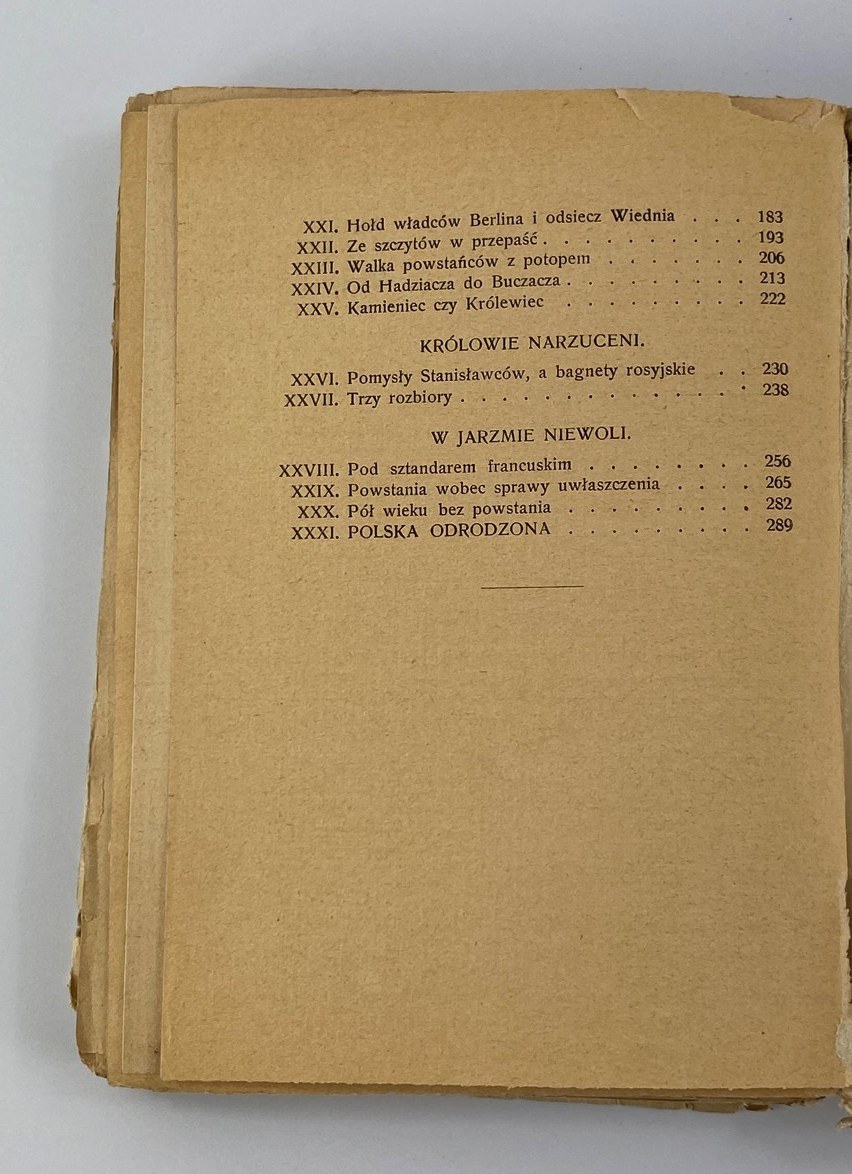 XXI. Hołd władców Berlina i odsiecz Wiednia . . . 183
XXII. Ze szczytów w przepaść . . . . . . . . . . 193
XXIII. Walka powstańców z potopem . . . . . . . 206
XXIV. Od Hadziacza do Buczacza . . . . . . . . . 213
XXV. Kamieniec czy Królewiec . . . . . . . . . 222
KRÓLOWIE NARZUCENI.
XXVI. Pomysły Stanisławców, a bagnety rosyjskie . . 230
XXVII. Trzy rozbiory . . . . . . . . . . . . . . 238
W JARZMIE NIEWOLI.
XXVIII. Pod sztandarem francuskim . . . . . . . . 256
XXIX. Powstania wobec sprawy uwłaszczenia . . . . 265
XXX. Pół wieku bez powstania . . . . . . . . . 282
XXXI. POLSKA ODRODZONA . . . . . . . . . 289